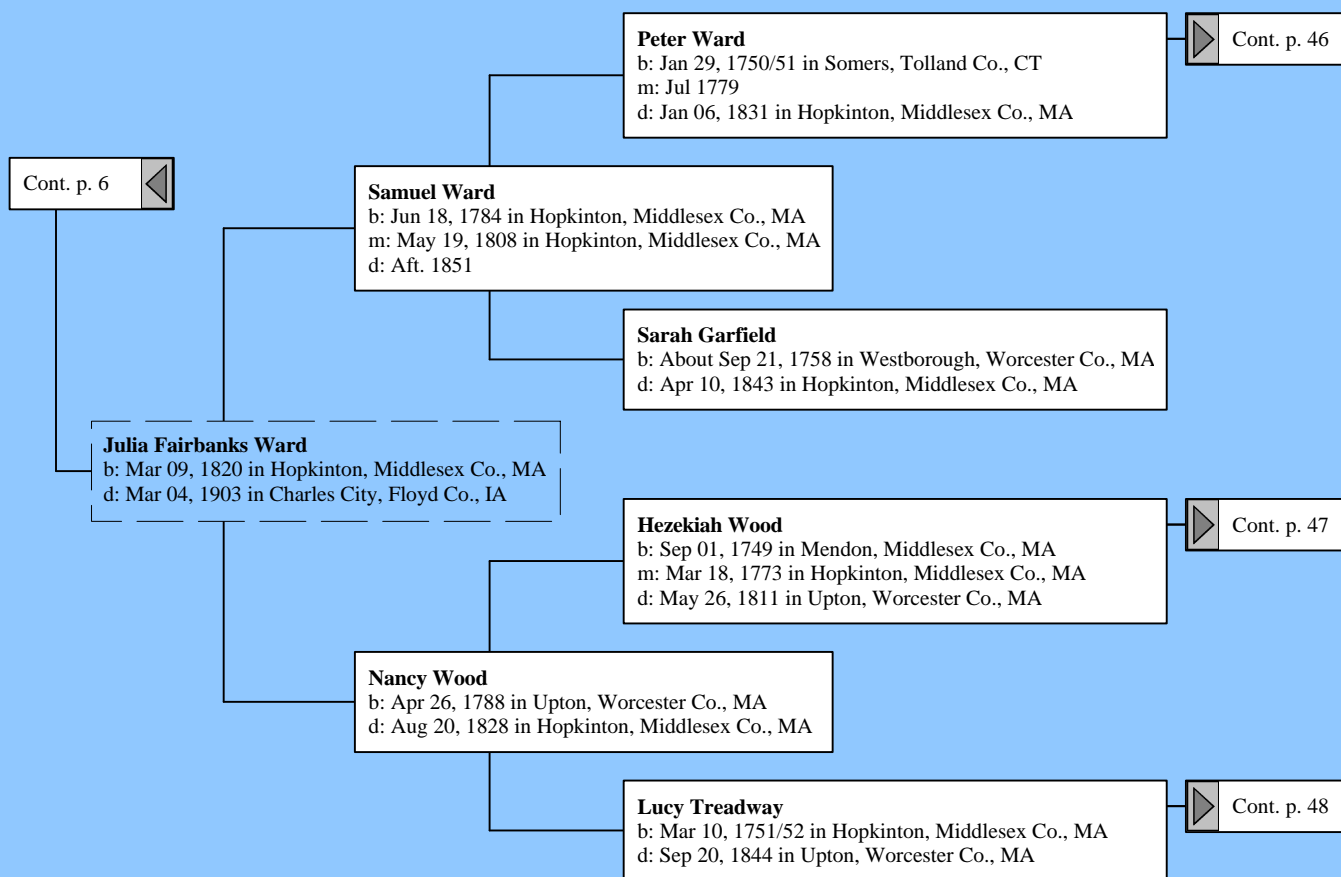 Peter Ward
b: Jan 29, 1750/51 in Somers, Tolland Co., CT
m: Jul 1779
d: Jan 06, 1831 in Hopkinton, Middlesex Co., MA
Cont. p. 46
Cont. p. 6
Samuel Ward
b: Jun 18, 1784 in Hopkinton, Middlesex Co., MA
m: May 19, 1808 in Hopkinton, Middlesex Co., MA
d: Aft. 1851
Sarah Garfield
b: About Sep 21, 1758 in Westborough, Worcester Co., MA
d: Apr 10, 1843 in Hopkinton, Middlesex Co., MA
Julia Fairbanks Ward
b: Mar 09, 1820 in Hopkinton, Middlesex Co., MA
d: Mar 04, 1903 in Charles City, Floyd Co., IA
Hezekiah Wood
b: Sep 01, 1749 in Mendon, Middlesex Co., MA
m: Mar 18, 1773 in Hopkinton, Middlesex Co., MA
d: May 26, 1811 in Upton, Worcester Co., MA
Cont. p. 47
Nancy Wood
b: Apr 26, 1788 in Upton, Worcester Co., MA
d: Aug 20, 1828 in Hopkinton, Middlesex Co., MA
Lucy Treadway
b: Mar 10, 1751/52 in Hopkinton, Middlesex Co., MA
d: Sep 20, 1844 in Upton, Worcester Co., MA
Cont. p. 48